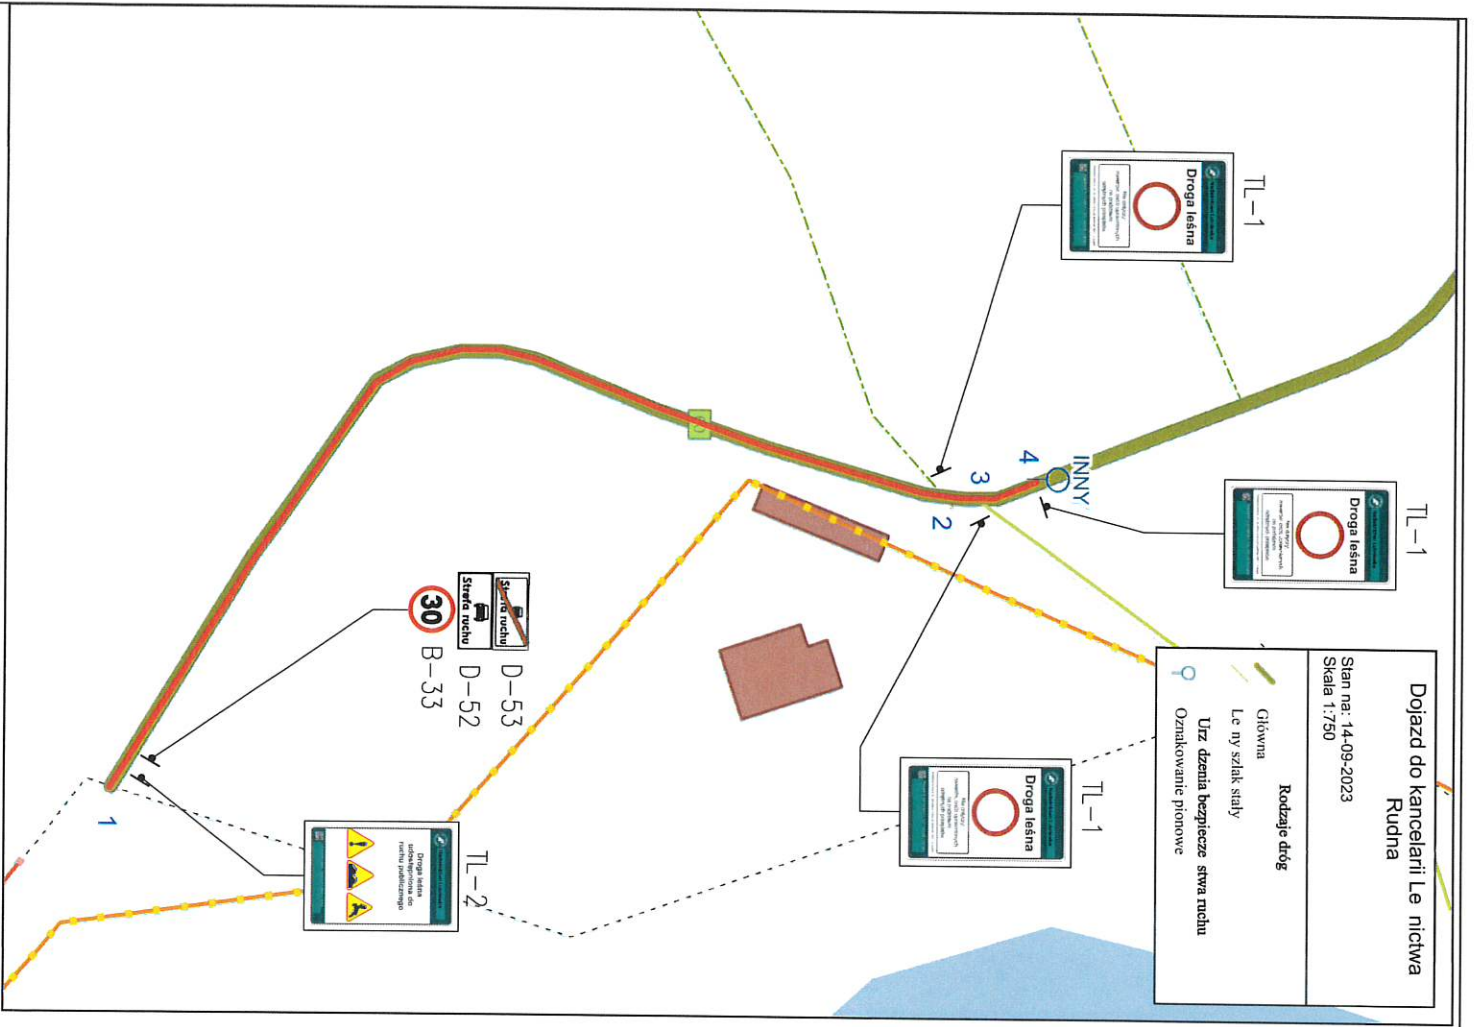 Dojazd do kancelarii Le nictwa
Rudna
Stan na: 14-09-2023
Skala 1:750
Rodzaje dróg
Główna
Le ny szlak stały
Urz dzenia bezpiecze stwa ruchu
Oznakowanie pionowe
TL-1
Droga leśna
TL-1
Droga leśna
INNY
4
3
2
TL-1
Droga leśna
D-53
Strefa ruchu
D-52
Strefa ruchu
B-33
30
TL-2
Droga leśna
udostępniona do
ruchu publicznego
1